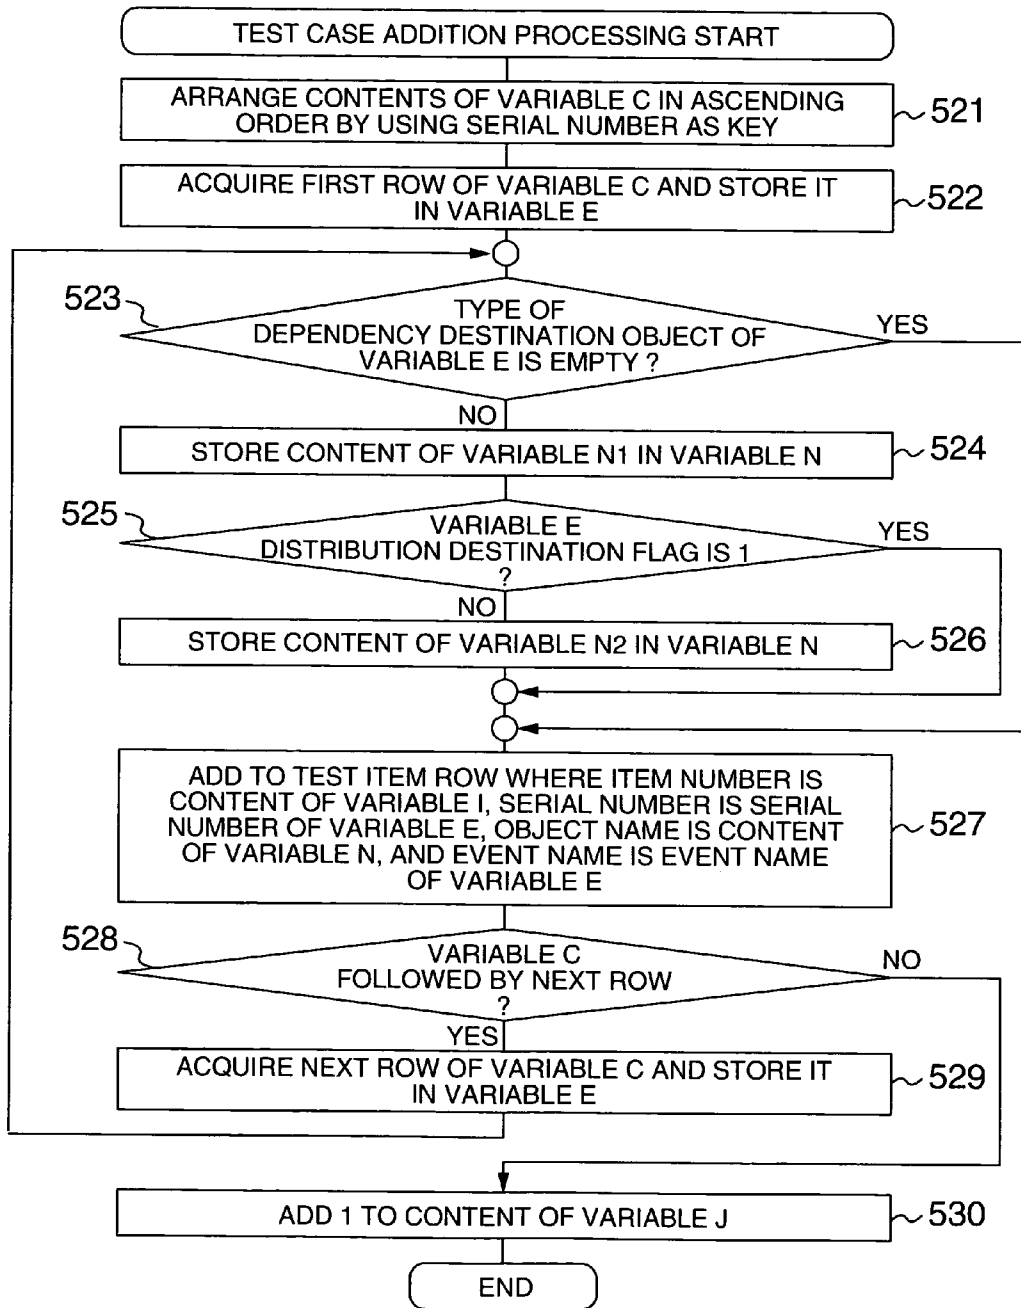 TEST CASE ADDITION PROCESSING START
ARRANGE CONTENTS OF VARIABLE C IN ASCENDING
ORDER BY USING SERIAL NUMBER AS KEY
521
ACQUIRE FIRST ROW OF VARIABLE C AND STORE IT
IN VARIABLE E
522
523
TYPE OF
DEPENDENCY DESTINATION OBJECT OF
VARIABLE E IS EMPTY ?
YES
NO
STORE CONTENT OF VARIABLE N1 IN VARIABLE N
524
525
VARIABLE E
DISTRIBUTION DESTINATION FLAG IS 1
?
YES
NO
STORE CONTENT OF VARIABLE N2 IN VARIABLE N
526
ADD TO TEST ITEM ROW WHERE ITEM NUMBER IS
CONTENT OF VARIABLE I, SERIAL NUMBER IS SERIAL
NUMBER OF VARIABLE E, OBJECT NAME IS CONTENT
OF VARIABLE N, AND EVENT NAME IS EVENT NAME
OF VARIABLE E
527
528
VARIABLE C
FOLLOWED BY NEXT ROW
?
NO
YES
ACQUIRE NEXT ROW OF VARIABLE C AND STORE IT
IN VARIABLE E
529
ADD 1 TO CONTENT OF VARIABLE J
530
END